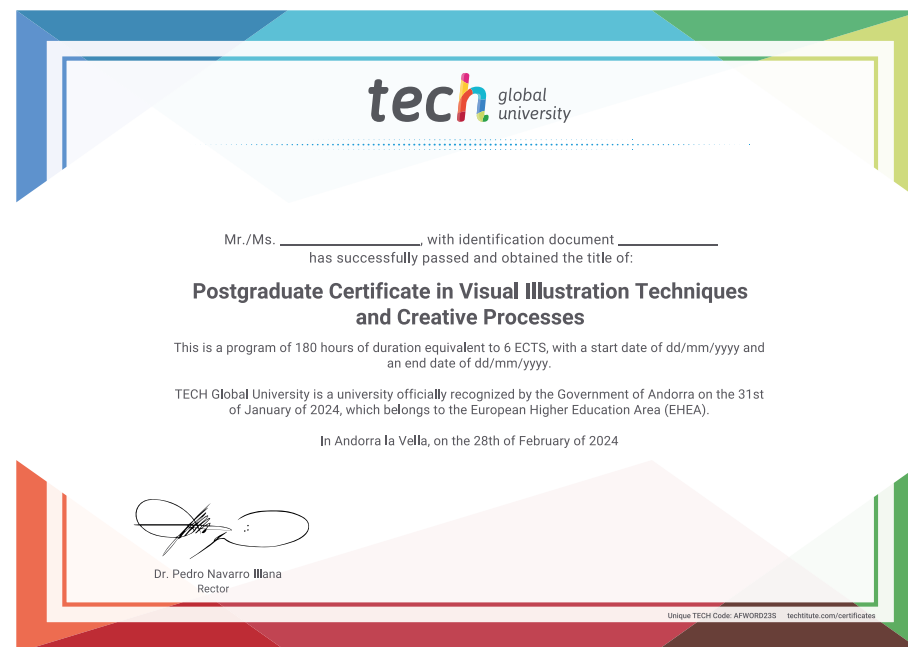 tech global
university
Mr./Ms. ____________________, with identification document ______________
has successfully passed and obtained the title of:
Postgraduate Certificate in Visual Illustration Techniques
and Creative Processes
This is a program of 180 hours of duration equivalent to 6 ECTS, with a start date of dd/mm/yyyy and
an end date of dd/mm/yyyy.
TECH Global University is a university officially recognized by the Government of Andorra on the 31st
of January of 2024, which belongs to the European Higher Education Area (EHEA).
In Andorra la Vella, on the 28th of February of 2024
Dr. Pedro Navarro Illana
Rector
Unique TECH Code: AFWORD23S techtitute.com/certificates